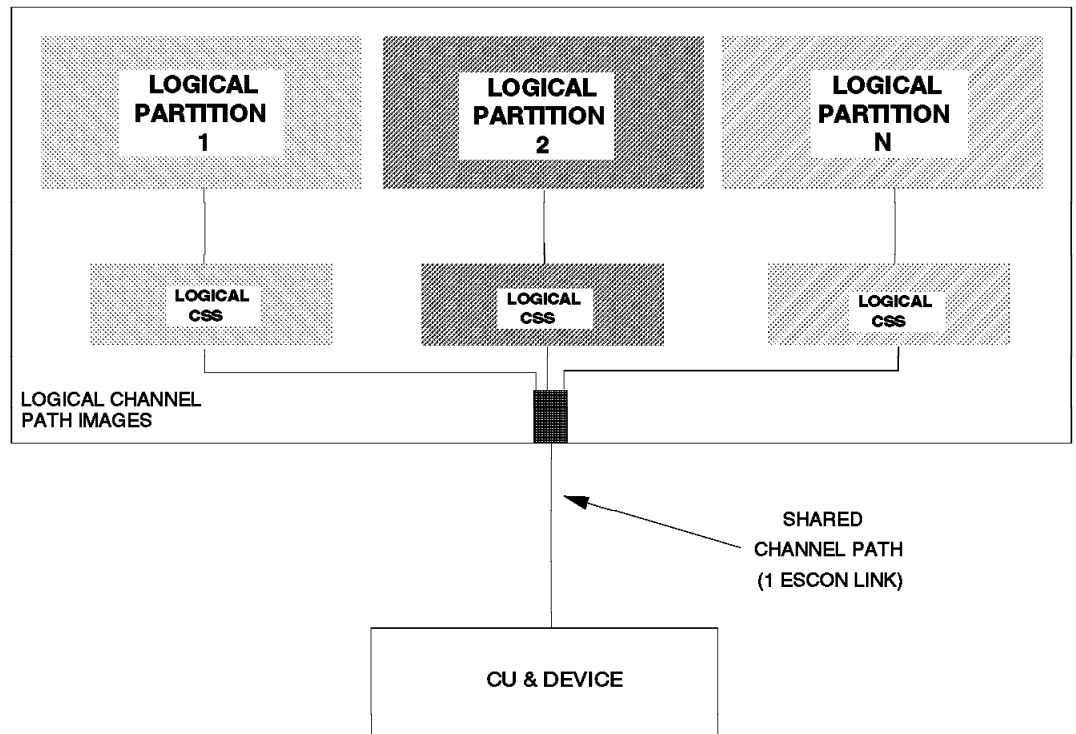 LOGICAL
PARTITION
1
LOGICAL
PARTITION
2
LOGICAL
PARTITION
N
LOGICAL
CSS
LOGICAL
CSS
LOGICAL
CSS
LOGICAL CHANNEL
PATH IMAGES
SHARED
CHANNEL PATH
(1 ESCON LINK)
CU & DEVICE